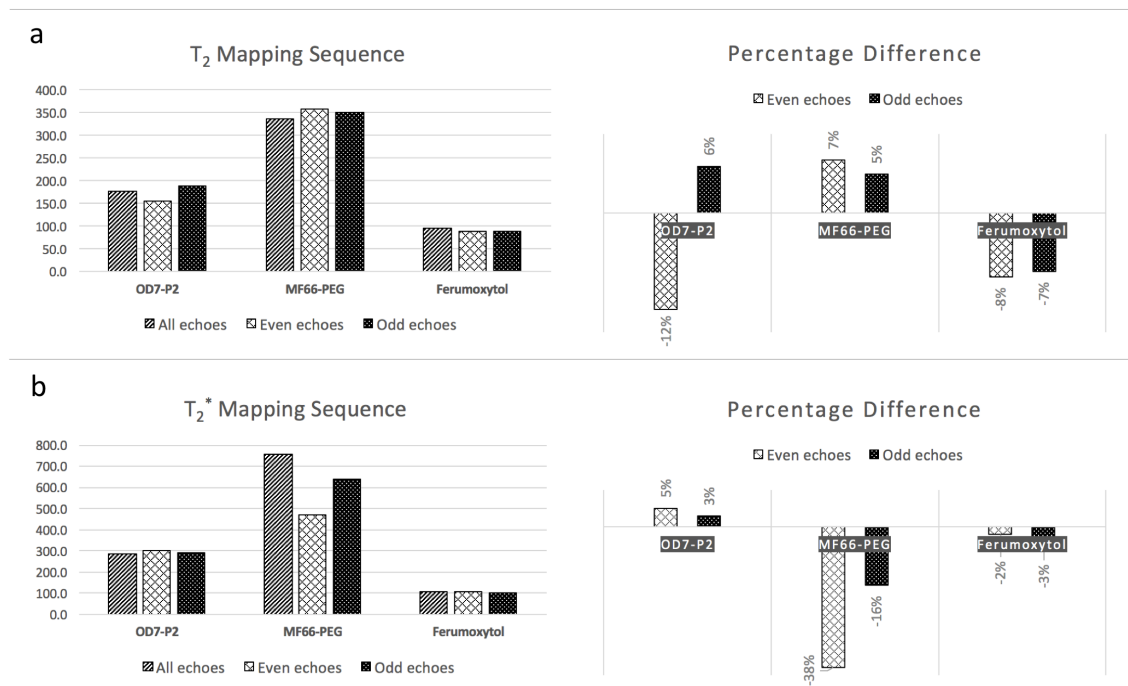 a
T2 Mapping Sequence
400.0
350.0
300.0
250.0
200.0
150.0
100.0
50.0
0.0
OD7-P2 MF66-PEG Ferumoxytol
All echoes Even echoes Odd echoes
Percentage Difference
Even echoes Odd echoes
6% 7% 5%
OD7-P2 MF66-PEG Ferumoxytol
-12% -8% -7%
b
T2* Mapping Sequence
800.0
700.0
600.0
500.0
400.0
300.0
200.0
100.0
0.0
OD7-P2 MF66-PEG Ferumoxytol
All echoes Even echoes Odd echoes
Percentage Difference
Even echoes Odd echoes
5% 3%
OD7-P2 MF66-PEG Ferumoxytol
-38% -16% -2% -3%